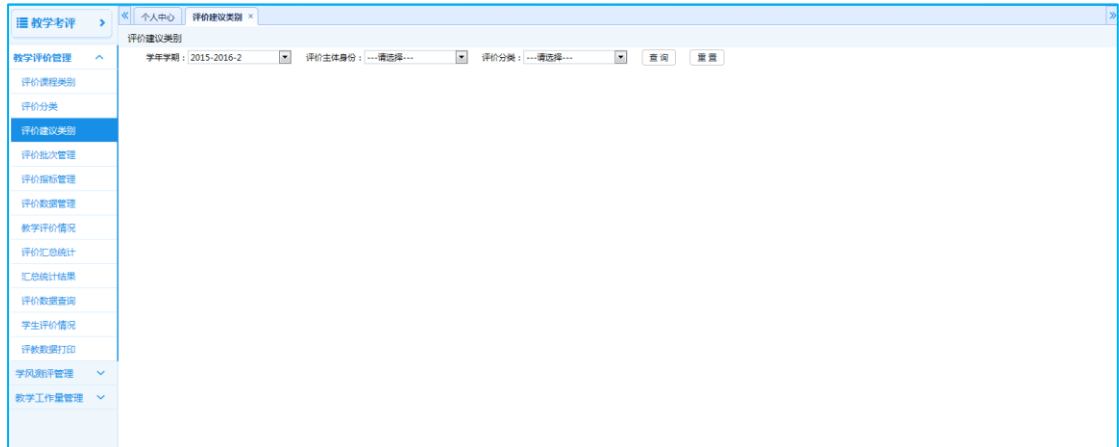 教学考评
个人中心 评价建议类别 ×
评价建议类别
学年学期：2015-2016-2 评价主体身份：---请选择--- 评价分类：---请选择--- 查询 重置
教学评价管理
评价课程类别
评价分类
评价建议类别
评价批次管理
评价指标管理
评价数据管理
教学评价情况
评价汇总统计
汇总统计结果
评价数据查询
学生评价情况
评教数据打印
学风测评管理
教学工作量管理